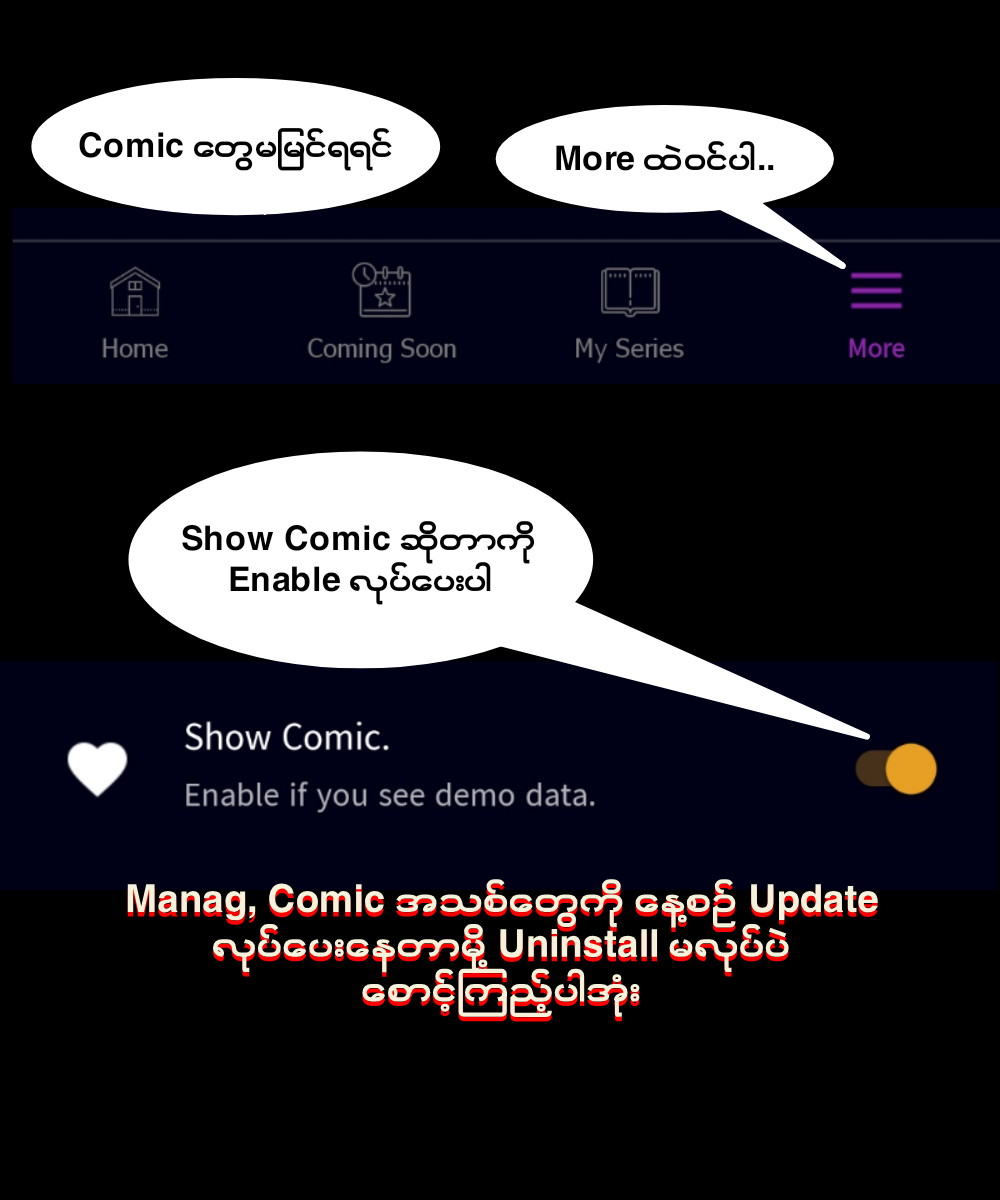 Comic တွေမမြင်ရရင်
More ထဲဝင်ပါ..
Home
Coming Soon
My Series
More
Show Comic ဆိုတာကို
Enable လုပ်ပေးပါ
Show Comic.
Enable if you see demo data.
Manag, Comic အသစ်တွေကို နေ့စဉ် Update
လုပ်ပေးနေတာမို့ Uninstall မလုပ်ပဲ
စောင့်ကြည့်ပါအုံး